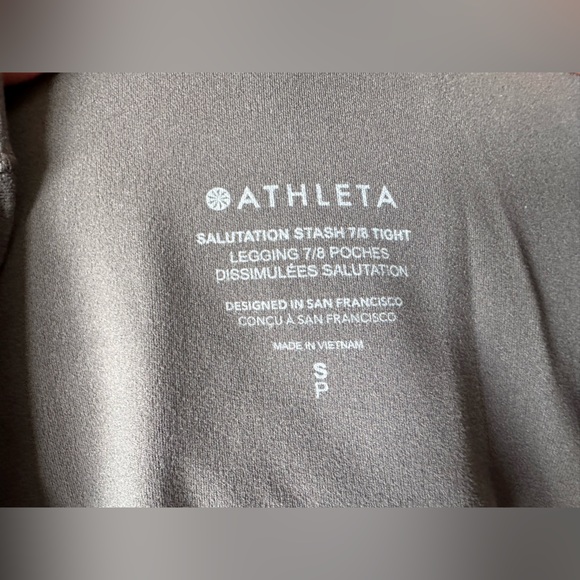 ATHLETA
SALUTATION STASH 7/8 TIGHT
LEGGING 7/8 POCHES
DISSIMULÉES SALUTATION
DESIGNED IN SAN FRANCISCO
CONÇU À SAN FRANCISCO
MADE IN VIETNAM
S
P